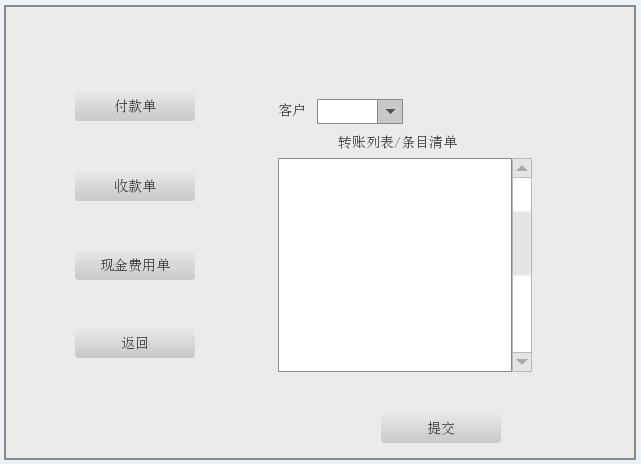 付款单
收款单
现金费用单
返回
客户
转账列表/条目清单
提交